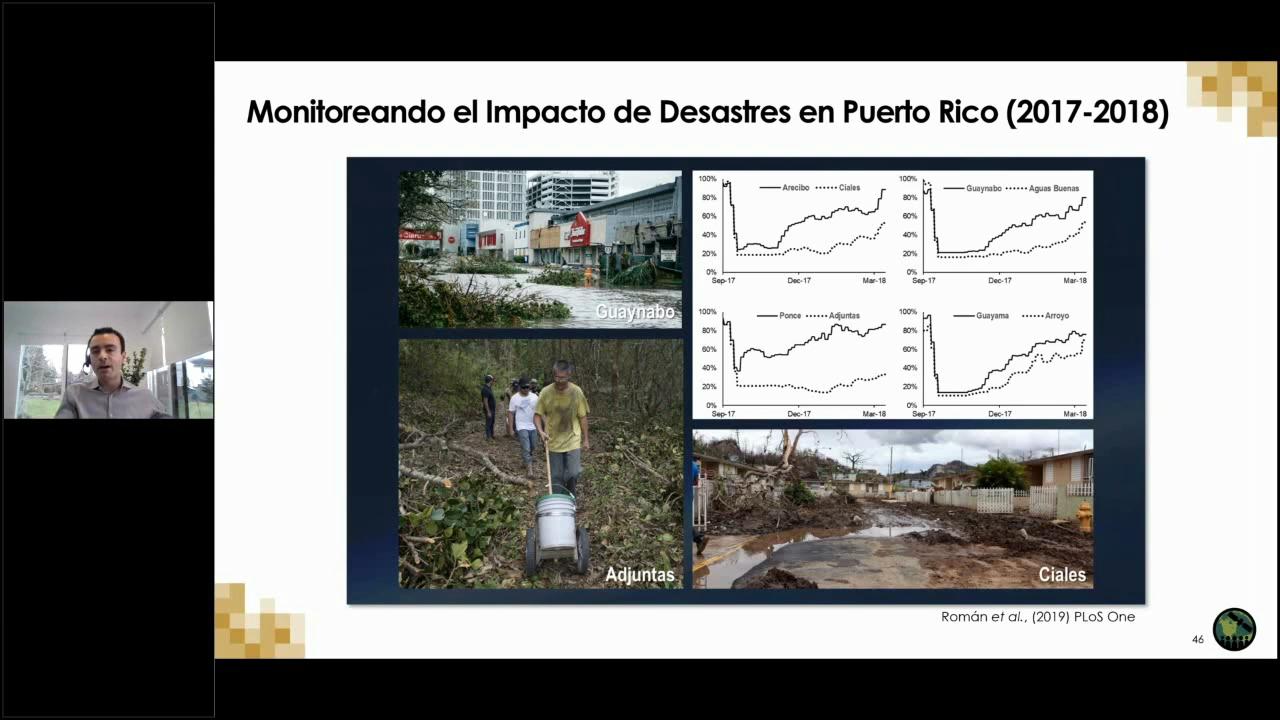 Monitoreando el Impacto de Desastres en Puerto Rico (2017-2018)
Guaynabo
Adjuntas
100%
80%
60%
40%
20%
0%
Arecibo Ciales
Sep-17 Dec-17 Mar-18
100%
80%
60%
40%
20%
0%
Guaynabo Aguas Buenas
Sep-17 Dec-17 Mar-18
100%
80%
60%
40%
20%
0%
Ponce Adjuntas
Sep-17 Dec-17 Mar-18
100%
80%
60%
40%
20%
0%
Guayama Arroyo
Sep-17 Dec-17 Mar-18
Ciales
Román et al., (2019) PLoS One
46